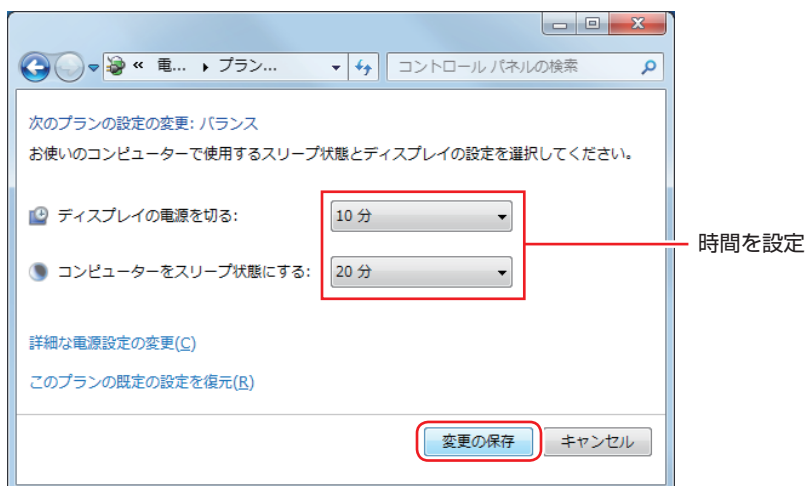 « 電... ▸ プラン...
コントロール パネルの検索
次のプランの設定の変更: バランス
お使いのコンピューターで使用するスリープ状態とディスプレイの設定を選択してください。
ディスプレイの電源を切る: 10 分
時間を設定
コンピューターをスリープ状態にする: 20 分
詳細な電源設定の変更(C)
このプランの既定の設定を復元(R)
変更の保存 キャンセル